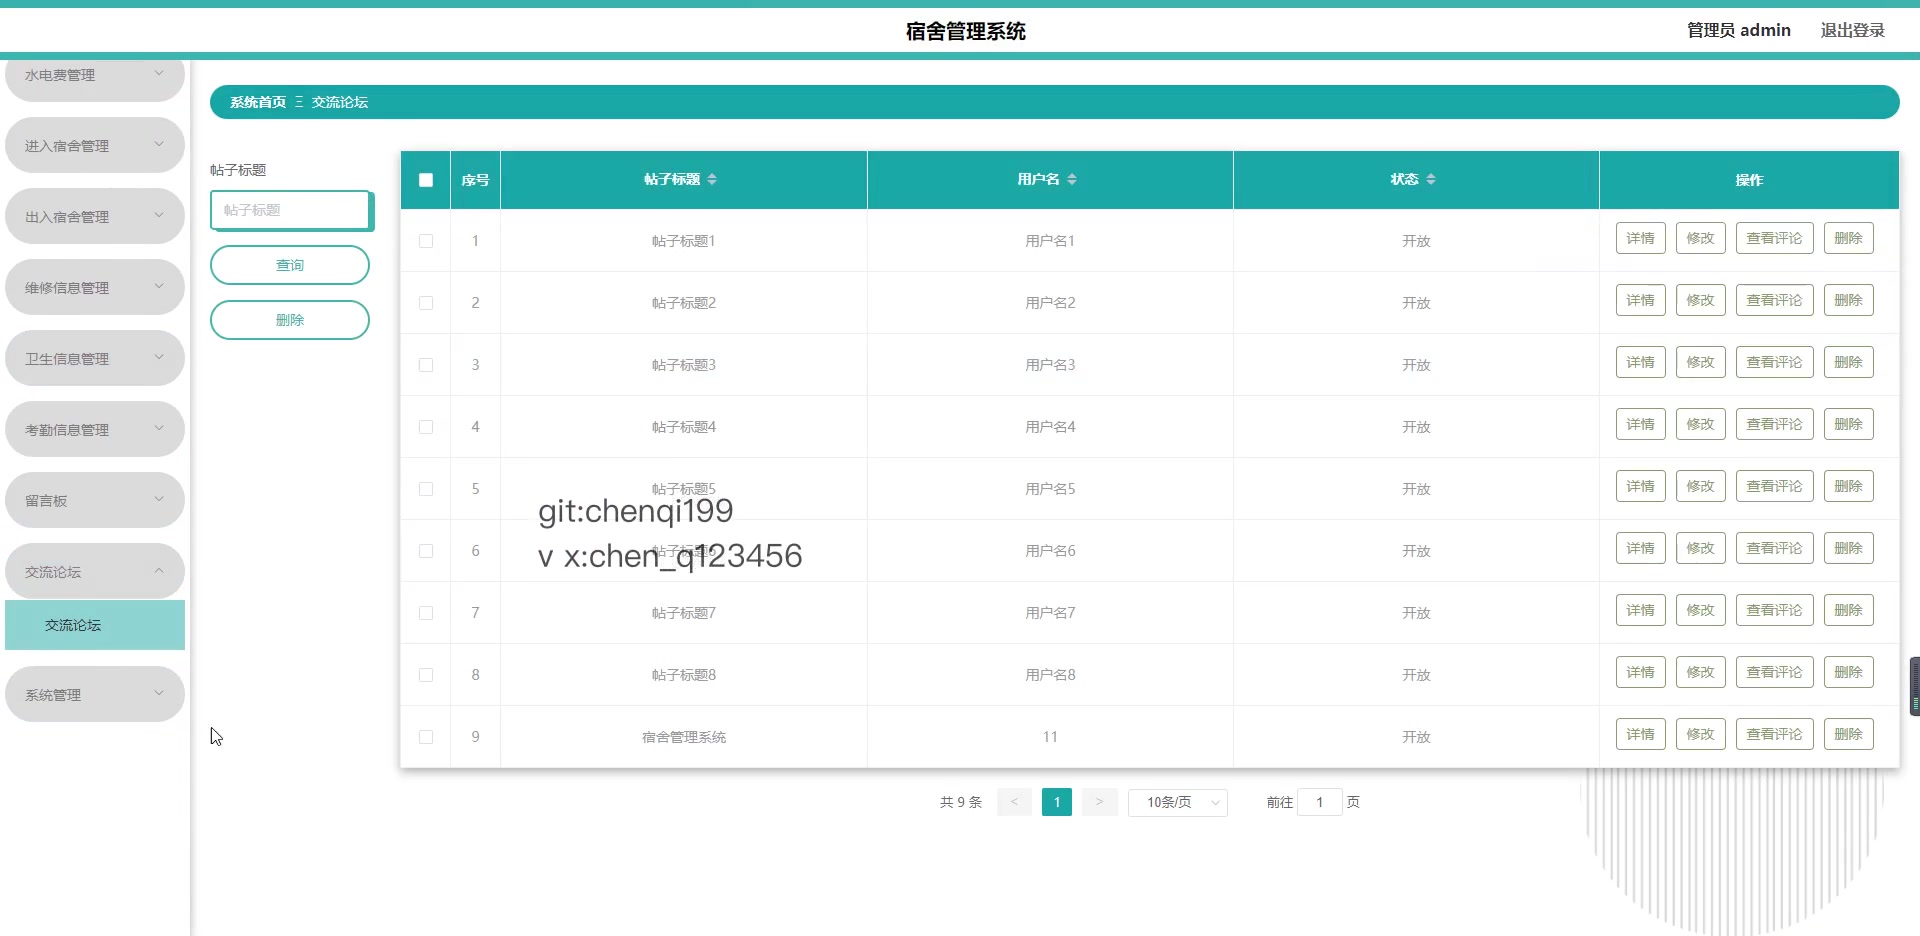 宿舍管理系统
管理员 admin
退出登录
水电费管理
进入宿舍管理
出入宿舍管理
维修信息管理
卫生信息管理
考勤信息管理
留言板
交流论坛
交流论坛
系统管理
系统首页 Ξ 交流论坛
帖子标题
帖子标题
查询
删除
序号 帖子标题 用户名 状态 操作
1 帖子标题1 用户名1 开放 详情 修改 查看评论 删除
2 帖子标题2 用户名2 开放 详情 修改 查看评论 删除
3 帖子标题3 用户名3 开放 详情 修改 查看评论 删除
4 帖子标题4 用户名4 开放 详情 修改 查看评论 删除
5 帖子标题5 用户名5 开放 详情 修改 查看评论 删除
git:chenqi199
6 帖子标题6 用户名6 开放 详情 修改 查看评论 删除
v x:chen_q123456
7 帖子标题7 用户名7 开放 详情 修改 查看评论 删除
8 帖子标题8 用户名8 开放 详情 修改 查看评论 删除
9 宿舍管理系统 11 开放 详情 修改 查看评论 删除
共 9 条 < 1 > 10条/页 前往 1 页